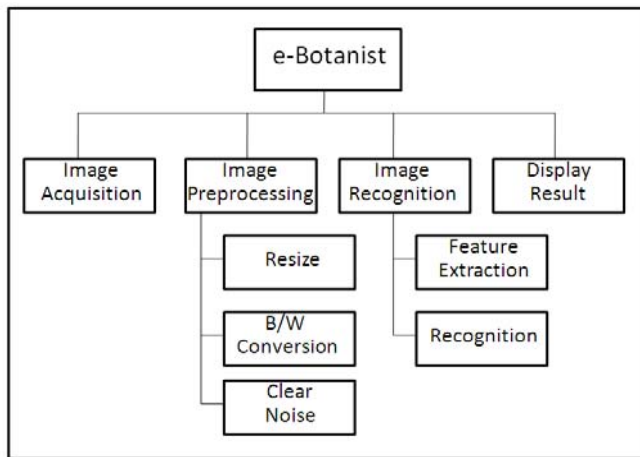 e-Botanist
Image
Acquisition
Image
Preprocessing
Image
Recognition
Display
Result
Resize
B/W
Conversion
Clear
Noise
Feature
Extraction
Recognition